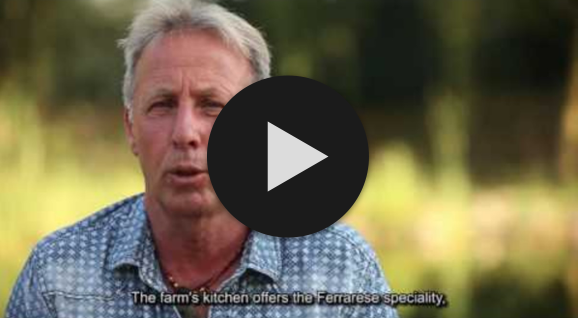 The farm's kitchen offers the Ferrarese speciality,